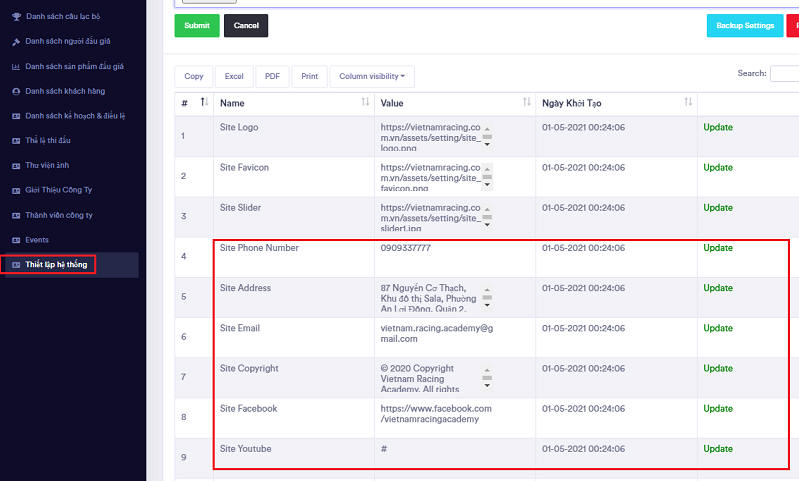 Danh sách câu lạc bộ
Danh sách người đấu giá
Danh sách sản phẩm đấu giá
Danh sách khách hàng
Danh sách kế hoạch & điều lệ
Thể lệ thi đấu
Thư viện ảnh
Giới Thiệu Công Ty
Thành viên công ty
Events
Thiết lập hệ thống
Submit Cancel Backup Settings
Copy Excel PDF Print Column visibility Search:
# Name Value Ngày Khởi Tạo
1 Site Logo https://vietnamracing.co 01-05-2021 00:24:06 Update
m.vn/assets/setting/site_
logo.png
2 Site Favicon https://vietnamracing.co 01-05-2021 00:24:06 Update
m.vn/assets/setting/site_
favicon.png
3 Site Slider https://vietnamracing.co 01-05-2021 00:24:06 Update
m.vn/assets/setting/site_
slider1.jpg
4 Site Phone Number 0909337777 01-05-2021 00:24:06 Update
5 Site Address 87 Nguyễn Cơ Thạch, 01-05-2021 00:24:06 Update
Khu đô thị Sala, Phường
An Lợi Đông, Quận 2,
6 Site Email vietnam.racing.academy@g 01-05-2021 00:24:06 Update
mail.com
7 Site Copyright © 2020 Copyright 01-05-2021 00:24:06 Update
Vietnam Racing
Academy. All rights
8 Site Facebook https://www.facebook.com 01-05-2021 00:24:06 Update
/vietnamracingacademy
9 Site Youtube # 01-05-2021 00:24:06 Update